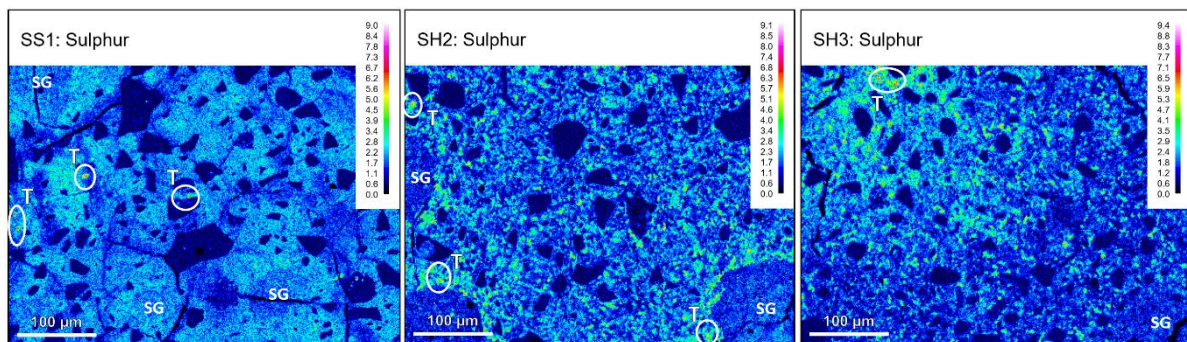 SS1: Sulphur
9.0
8.4
7.8
7.3
6.7
6.2
5.6
5.0
4.5
3.9
3.4
2.8
2.2
1.7
1.1
0.6
0.0
SG
T
T
T
SG
SG
100 µm
SH2: Sulphur
9.1
8.5
8.0
7.4
6.8
6.3
5.7
5.1
4.6
4.0
3.4
2.8
2.3
1.7
1.1
0.6
0.0
T
SG
T
T
SG
100 µm
SH3: Sulphur
9.4
8.8
8.2
7.6
7.1
6.5
5.9
5.3
4.7
4.1
3.5
2.9
2.4
1.8
1.2
0.6
0.0
T
SG
100 µm